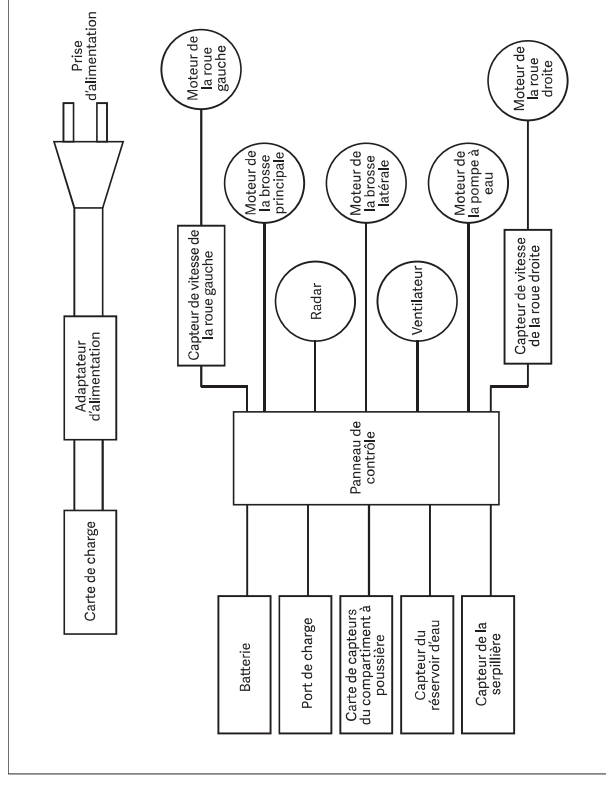 Carte de charge
Adaptateur
d'alimentation
Prise
d'alimentation
Batterie
Port de charge
Carte de capteurs
du compartiment à
poussière
Capteur du
réservoir d'eau
Capteur de la
serpillière
Panneau de
contrôle
Capteur de vitesse de
la roue gauche
Moteur de
la roue
gauche
Moteur de
la brosse
principale
Radar
Moteur de
la brosse
latérale
Ventilateur
Moteur de
la pompe à
eau
Capteur de vitesse
de la roue droite
Moteur de
la roue
droite